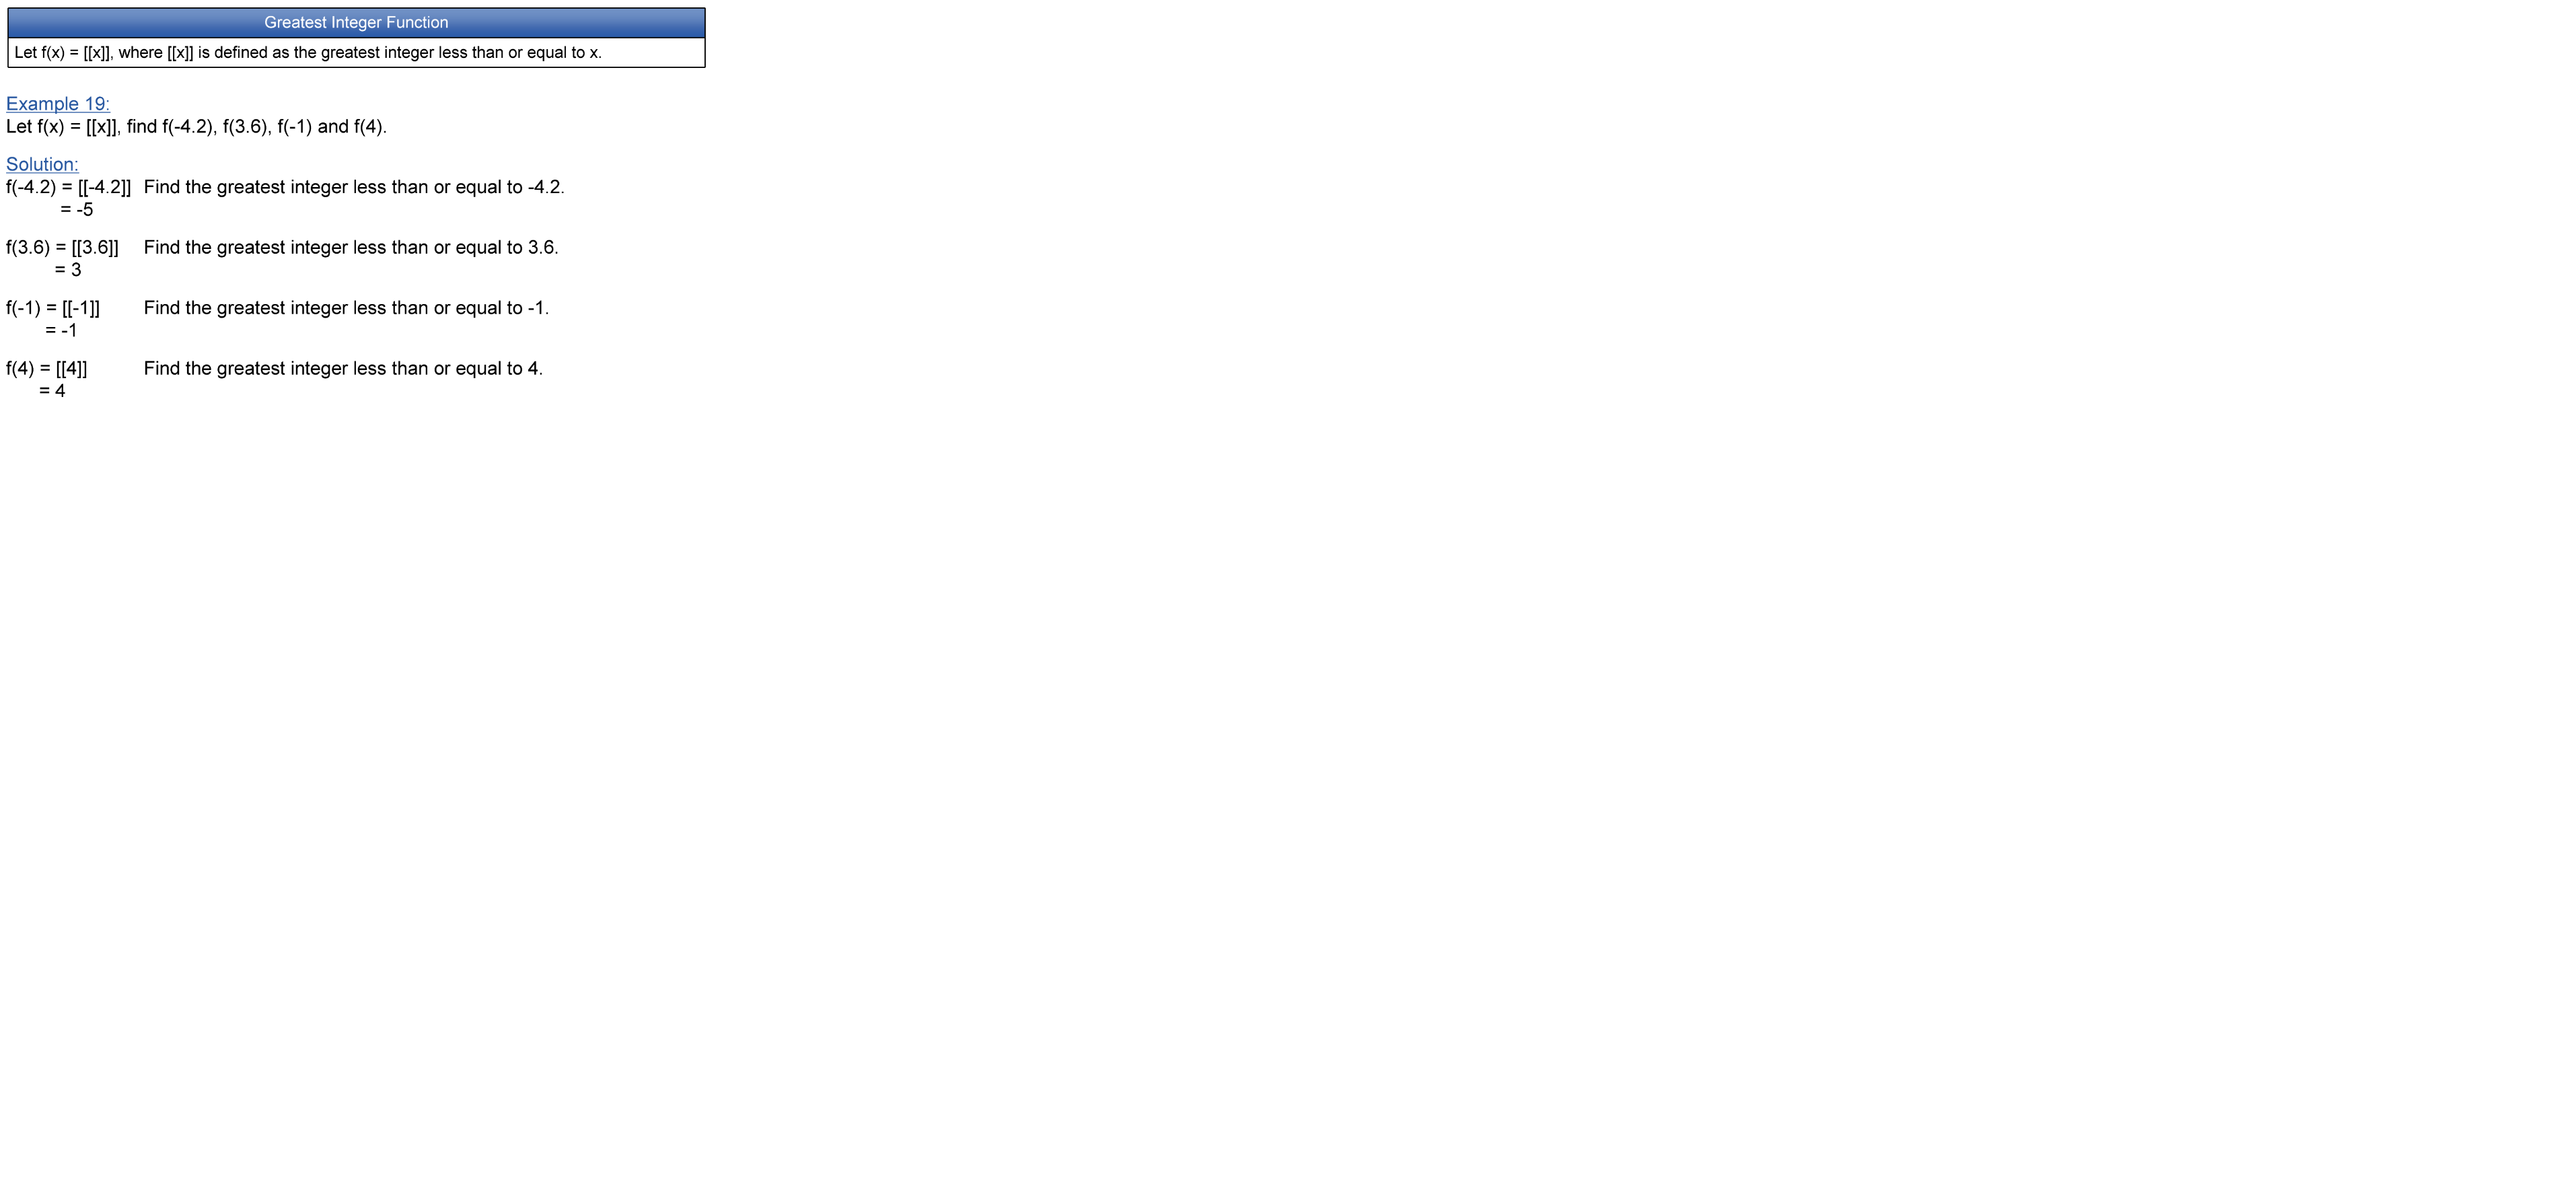 Greatest Integer Function
Let f(x) = [[x]], where [[x]] is defined as the greatest integer less than or equal to x.
Example 19:
Let f(x) = [[x]], find f(-4.2), f(3.6), f(-1) and f(4).
Solution:
f(-4.2) = [[-4.2]] Find the greatest integer less than or equal to -4.2.
= -5
f(3.6) = [[3.6]] Find the greatest integer less than or equal to 3.6.
= 3
f(-1) = [[-1]] Find the greatest integer less than or equal to -1.
= -1
f(4) = [[4]] Find the greatest integer less than or equal to 4.
= 4